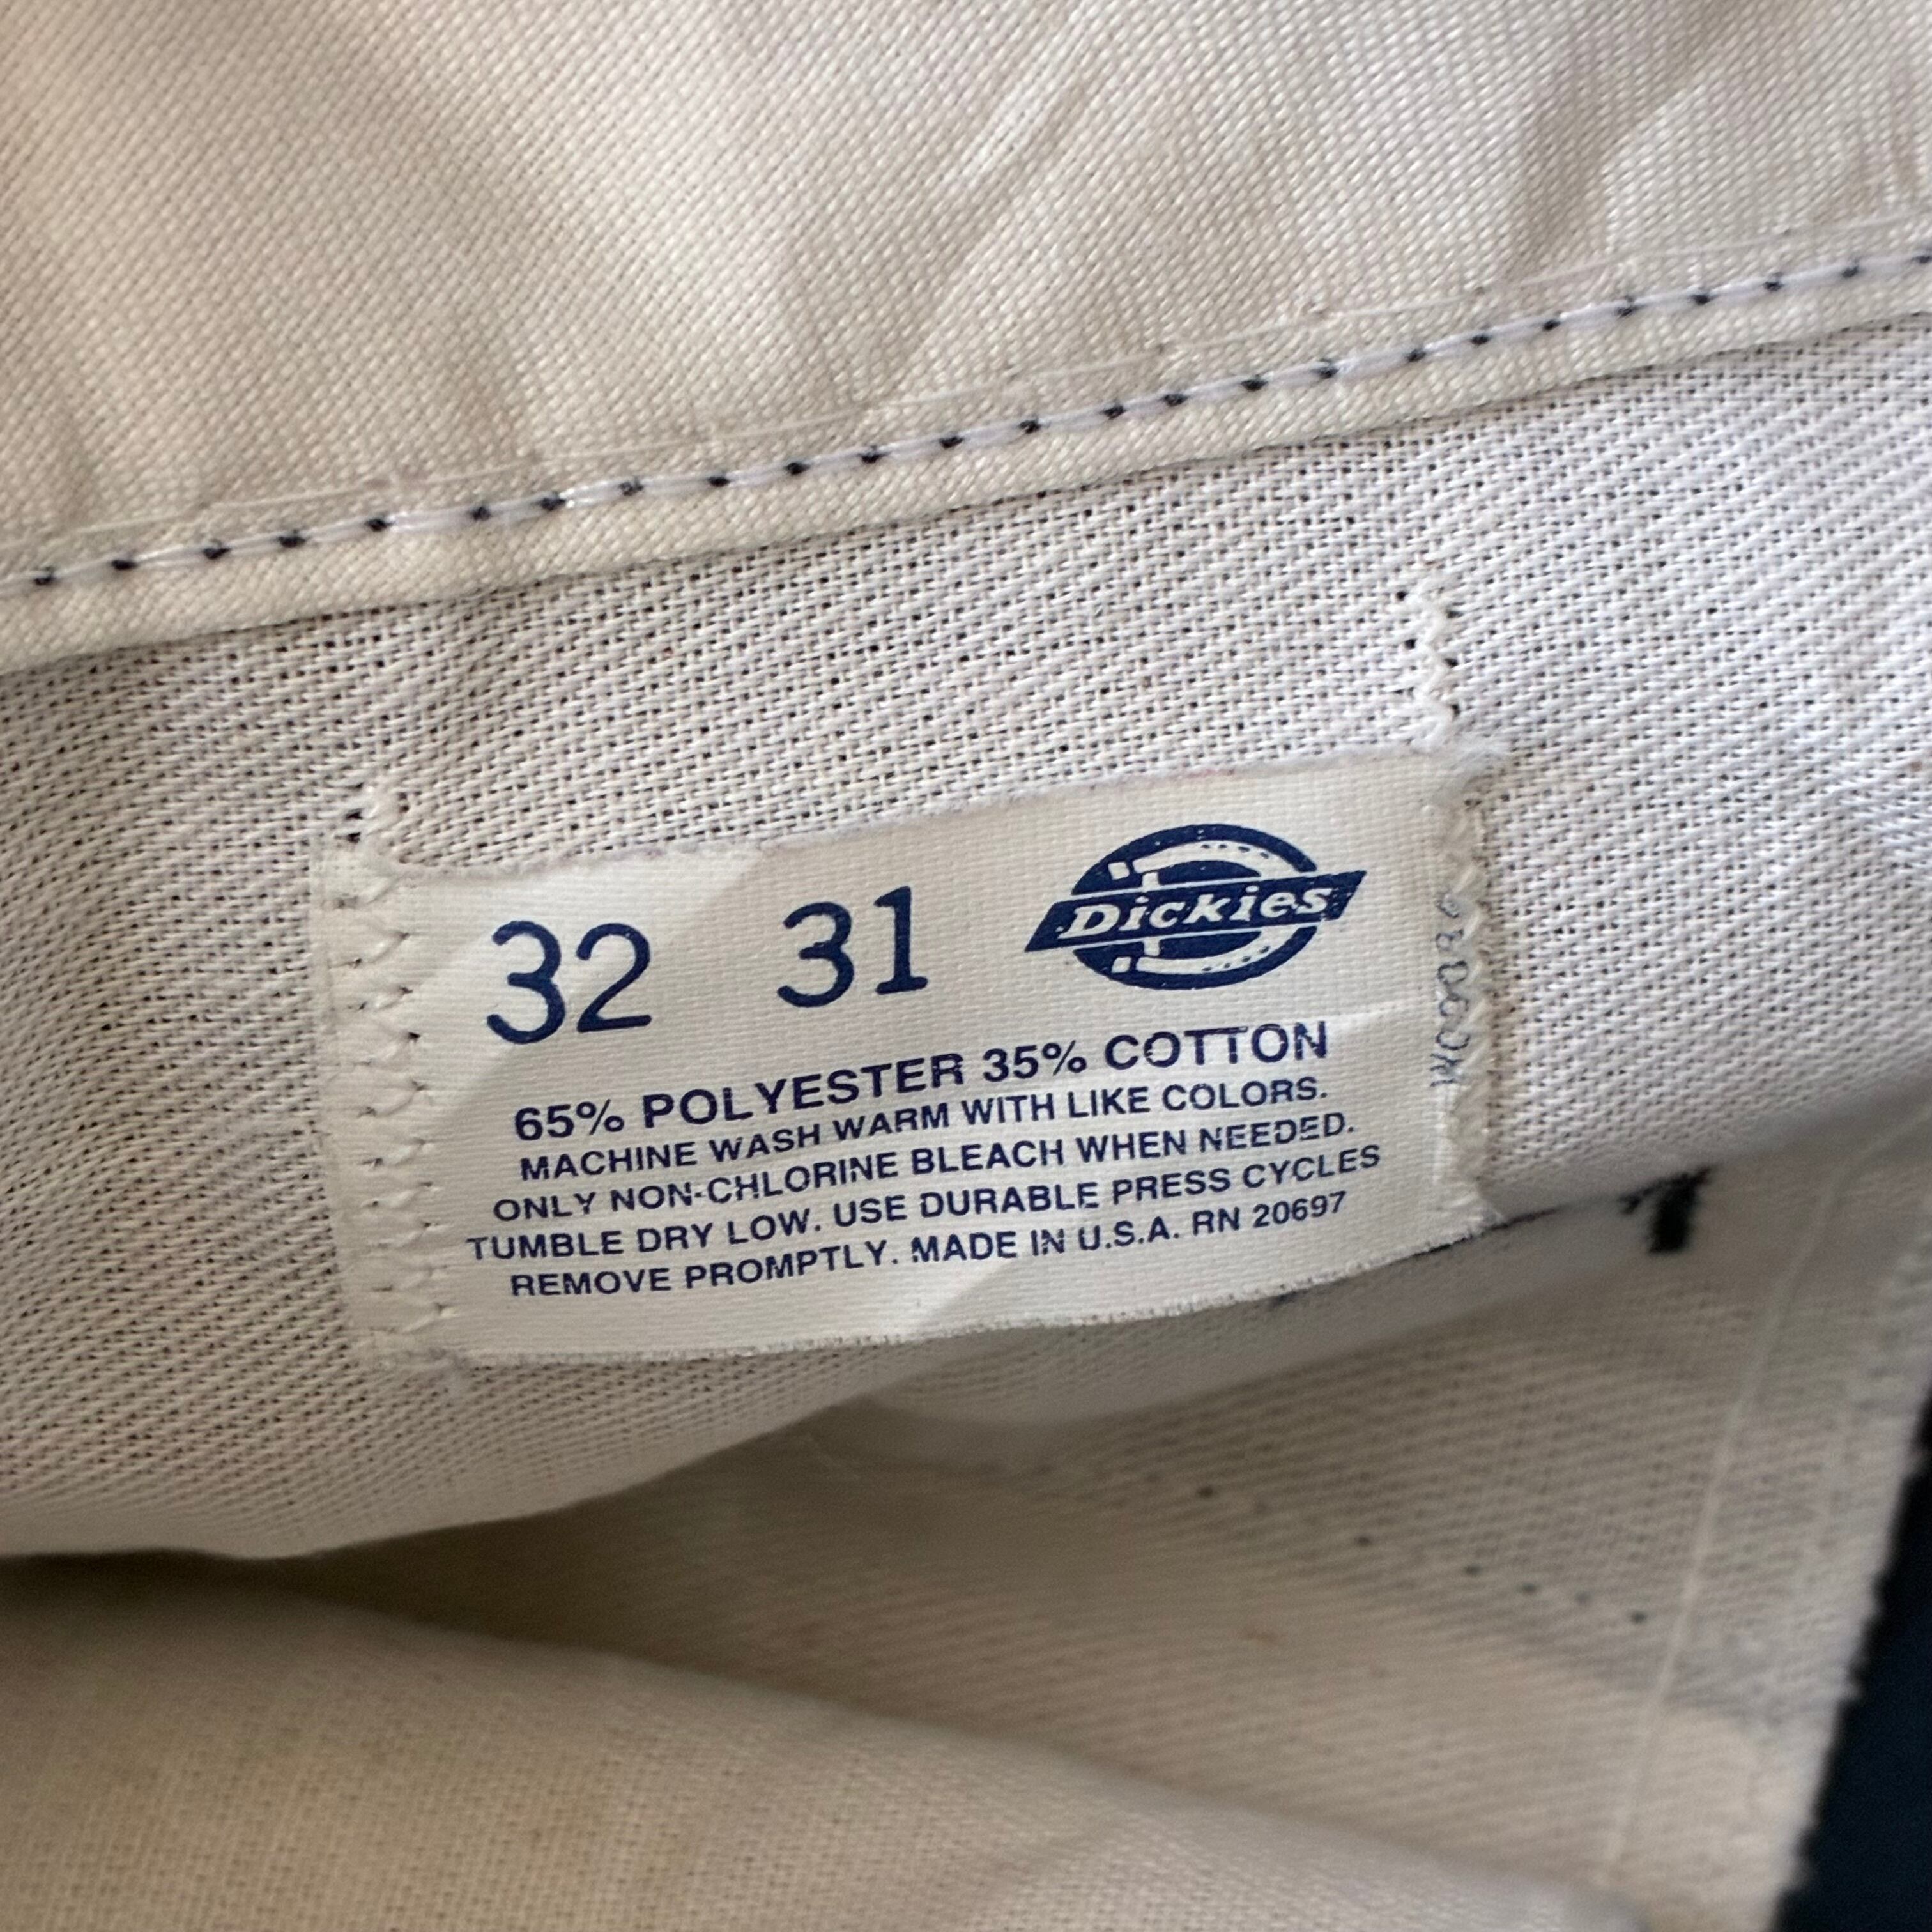 32 31 Dickies
65% POLYESTER 35% COTTON
MACHINE WASH WARM WITH LIKE COLORS.
ONLY NON-CHLORINE BLEACH WHEN NEEDED.
TUMBLE DRY LOW. USE DURABLE PRESS CYCLES
REMOVE PROMPTLY. MADE IN U.S.A. RN 20697